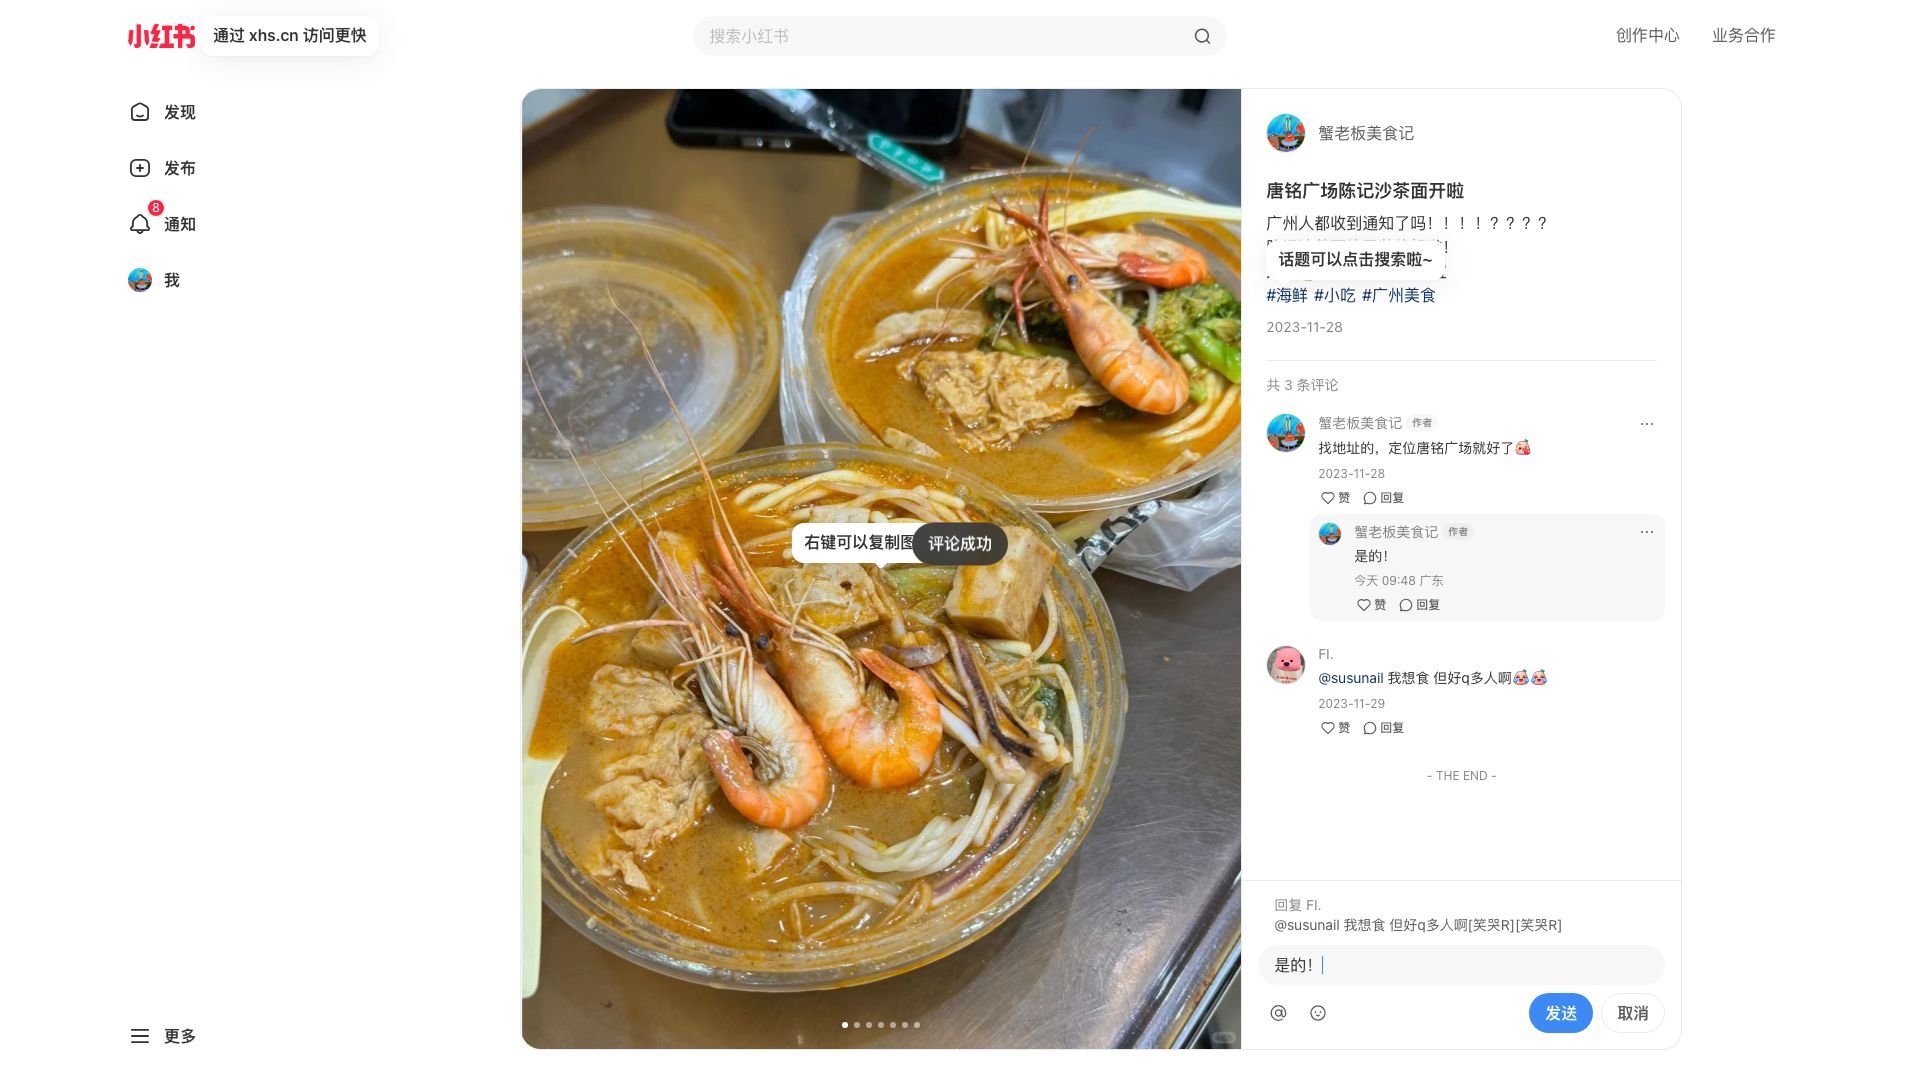 小红书
通过 xhs.cn 访问更快
搜索小红书
创作中心
业务合作
发现
发布
8
通知
我
更多
右键可以复制图
评论成功
蟹老板美食记
唐铭广场陈记沙茶面开啦
广州人都收到通知了吗！！！！？？？？
话题可以点击搜索啦~
#海鲜 #小吃 #广州美食
2023-11-28
共 3 条评论
蟹老板美食记 作者
找地址的，定位唐铭广场就好了
2023-11-28
赞 回复
蟹老板美食记 作者
是的！
今天 09:48 广东
赞 回复
FI.
@susunail 我想食 但好q多人啊
2023-11-29
赞 回复
- THE END -
回复 FI.
@susunail 我想食 但好q多人啊[笑哭R][笑哭R]
是的！
发送
取消